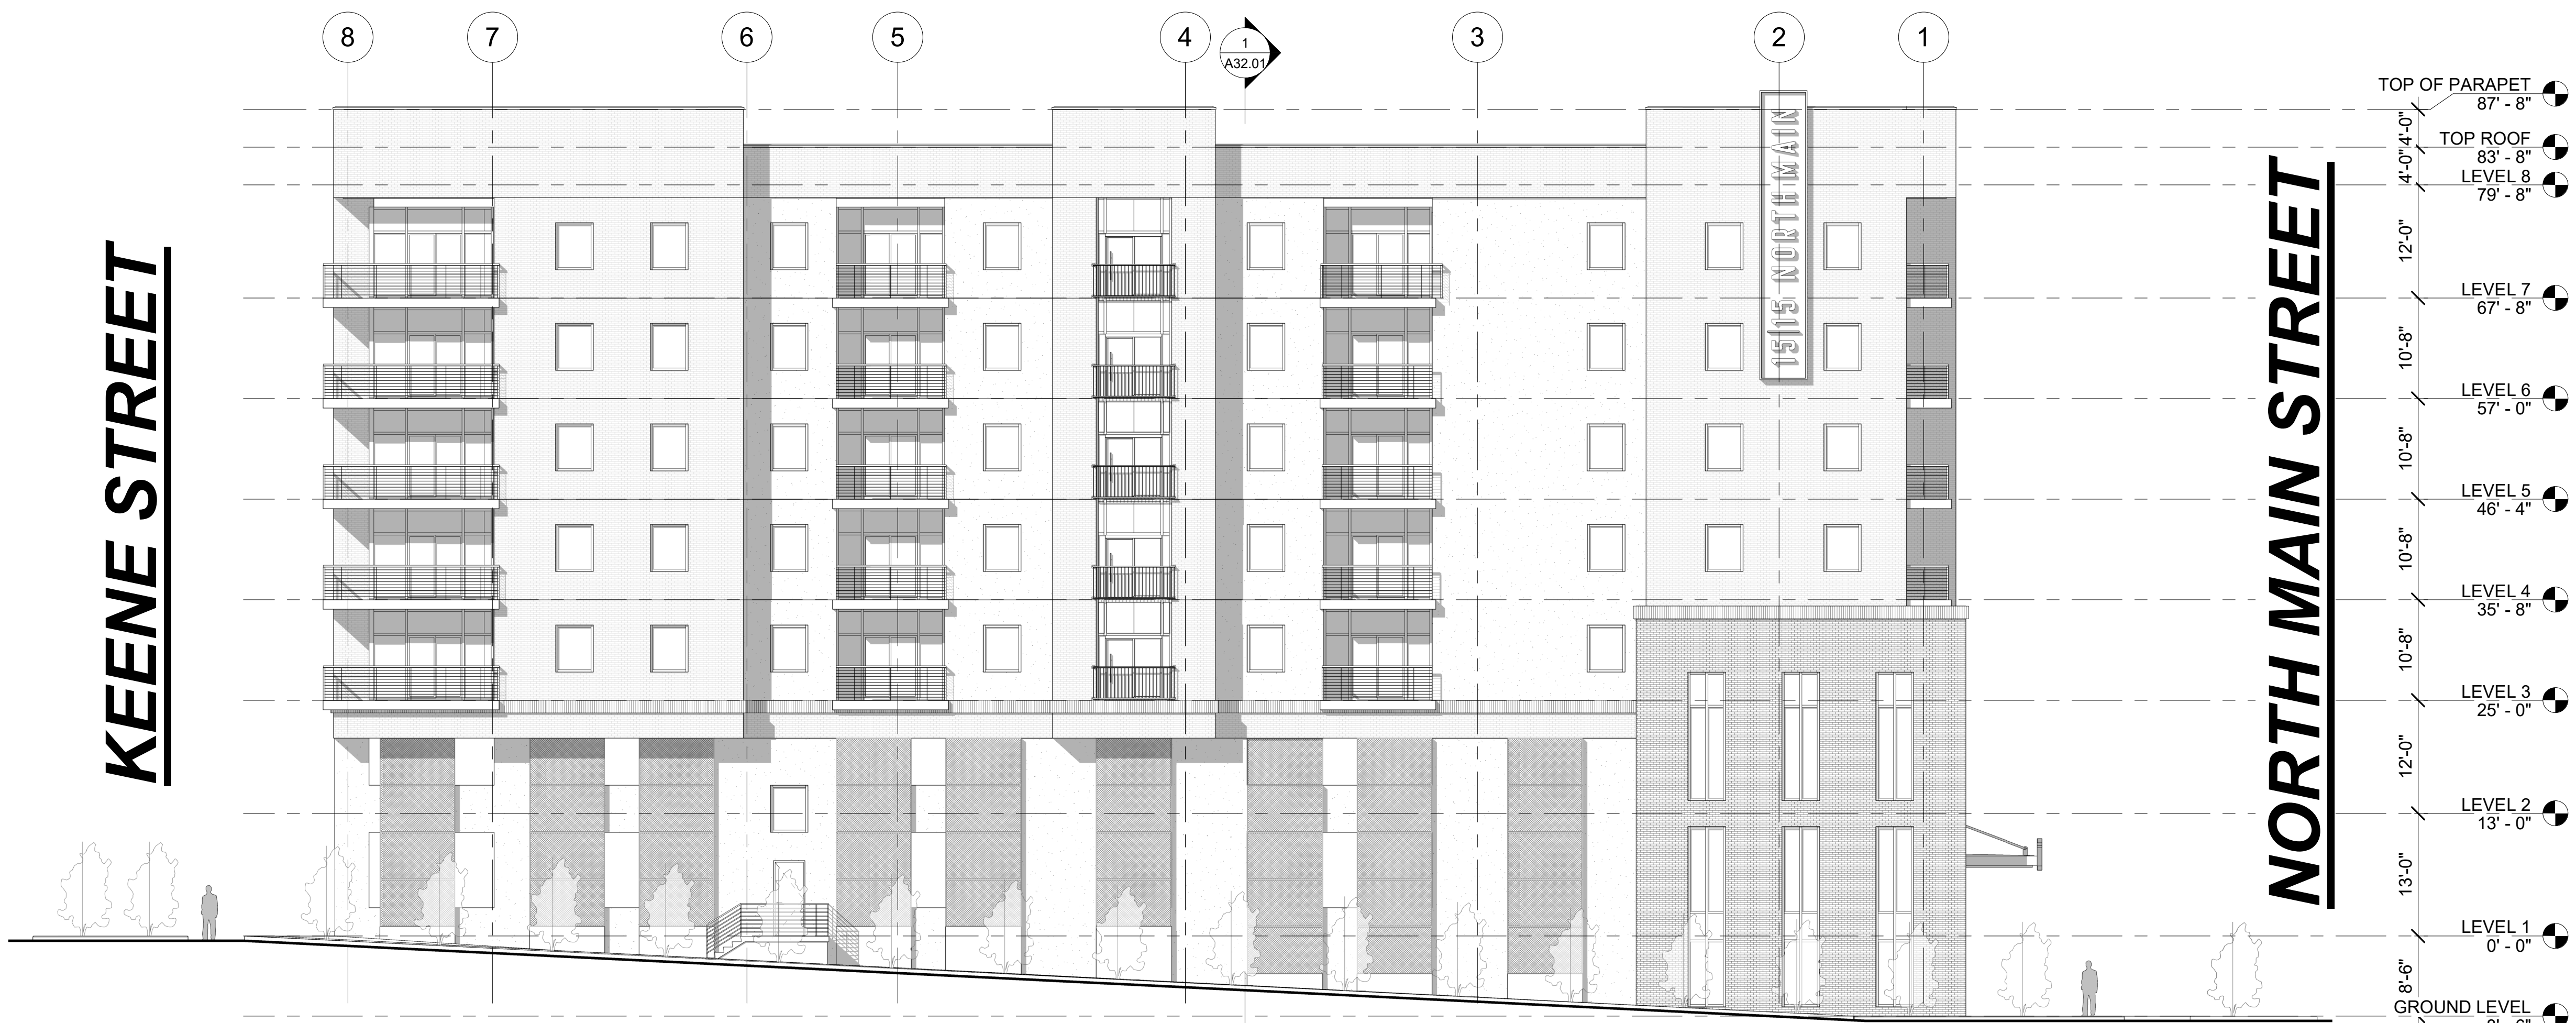 8
7
6
5
4
1
A32.01
3
2
1
TOP OF PARAPET
87' - 8"
4'-0"
TOP ROOF
83' - 8"
4'-0"
LEVEL 8
79' - 8"
12'-0"
LEVEL 7
67' - 8"
10'-8"
LEVEL 6
57' - 0"
10'-8"
LEVEL 5
46' - 4"
10'-8"
LEVEL 4
35' - 8"
10'-8"
LEVEL 3
25' - 0"
12'-0"
LEVEL 2
13' - 0"
13'-0"
LEVEL 1
0' - 0"
8'-6"
GROUND LEVEL
KEENE STREET
15|15 NORTH MAIN
NORTH MAIN STREET